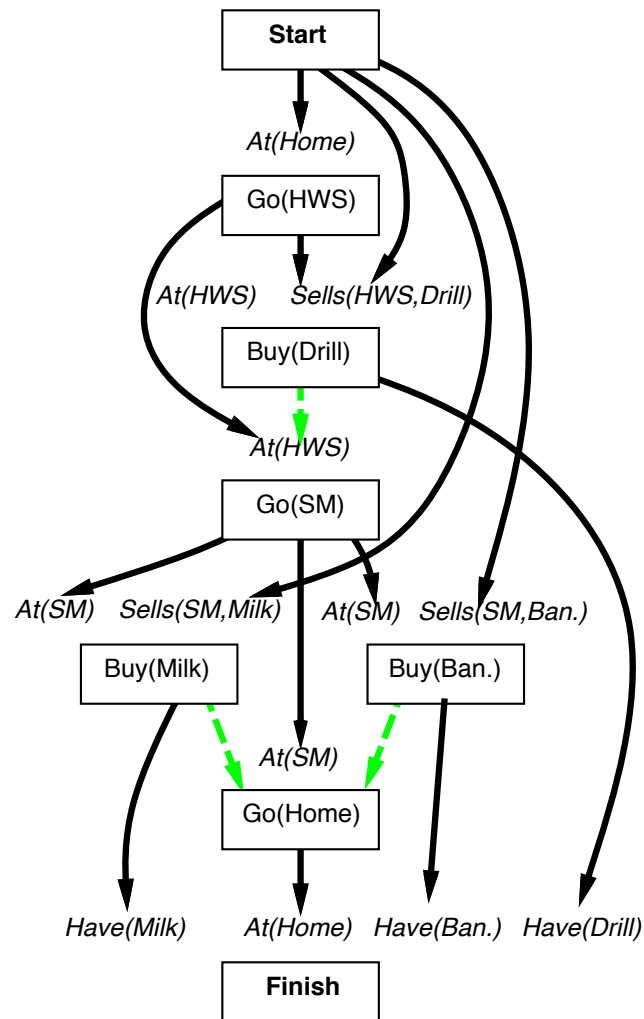 Start
At(Home)
Go(HWS)
At(HWS) Sells(HWS,Drill)
Buy(Drill)
At(HWS)
Go(SM)
At(SM) Sells(SM,Milk) At(SM) Sells(SM,Ban.)
Buy(Milk) Buy(Ban.)
At(SM)
Go(Home)
Have(Milk) At(Home) Have(Ban.) Have(Drill)
Finish